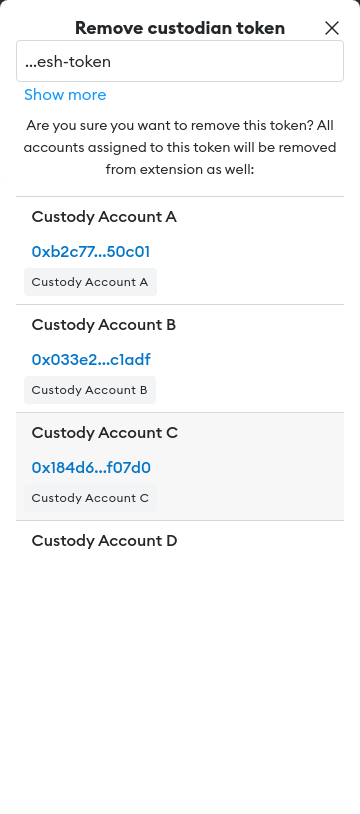 Remove custodian token
...esh-token
Show more
Are you sure you want to remove this token? All
accounts assigned to this token will be removed
from extension as well:
Custody Account A
0xb2c77...50c01
Custody Account A
Custody Account B
0x033e2...c1adf
Custody Account B
Custody Account C
0x184d6...f07d0
Custody Account C
Custody Account D